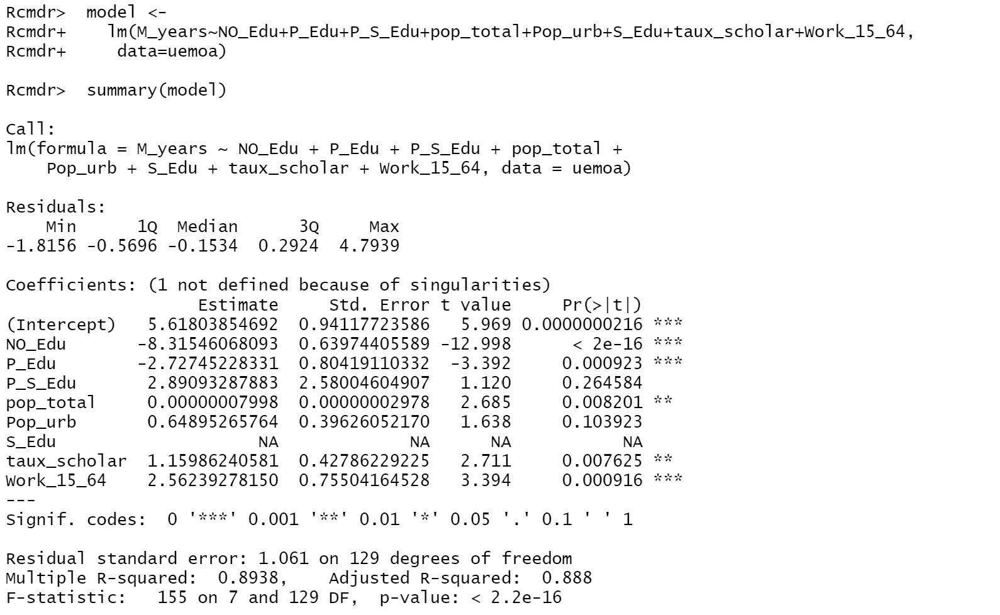 Rcmdr>  model <-
Rcmdr+    lm(M_years~NO_Edu+P_Edu+P_S_Edu+pop_total+Pop_urb+S_Edu+taux_scholar+Work_15_64,
Rcmdr+     data=uemoa)

Rcmdr>  summary(model)

Call:
lm(formula = M_years ~ NO_Edu + P_Edu + P_S_Edu + pop_total +
    Pop_urb + S_Edu + taux_scholar + Work_15_64, data = uemoa)

Residuals:
    Min      1Q  Median      3Q     Max
-1.8156 -0.5696 -0.1534  0.2924  4.7939

Coefficients: (1 not defined because of singularities)
                   Estimate     Std. Error t value     Pr(>|t|)
(Intercept)   5.61803854692  0.94117723586   5.969 0.0000000216 ***
NO_Edu       -8.31546068093  0.63974405589 -12.998      < 2e-16 ***
P_Edu        -2.72745228331  0.80419110332  -3.392     0.000923 ***
P_S_Edu       2.89093287883  2.58004604907   1.120     0.264584
pop_total     0.00000007998  0.00000002978   2.685     0.008201 **
Pop_urb       0.64895265764  0.39626052170   1.638     0.103923
S_Edu                    NA             NA      NA           NA
taux_scholar  1.15986240581  0.42786229225   2.711     0.007625 **
Work_15_64    2.56239278150  0.75504164528   3.394     0.000916 ***
---
Signif. codes:  0 '***' 0.001 '**' 0.01 '*' 0.05 '.' 0.1 ' ' 1

Residual standard error: 1.061 on 129 degrees of freedom
Multiple R-squared:  0.8938,    Adjusted R-squared:  0.888
F-statistic:   155 on 7 and 129 DF,  p-value: < 2.2e-16